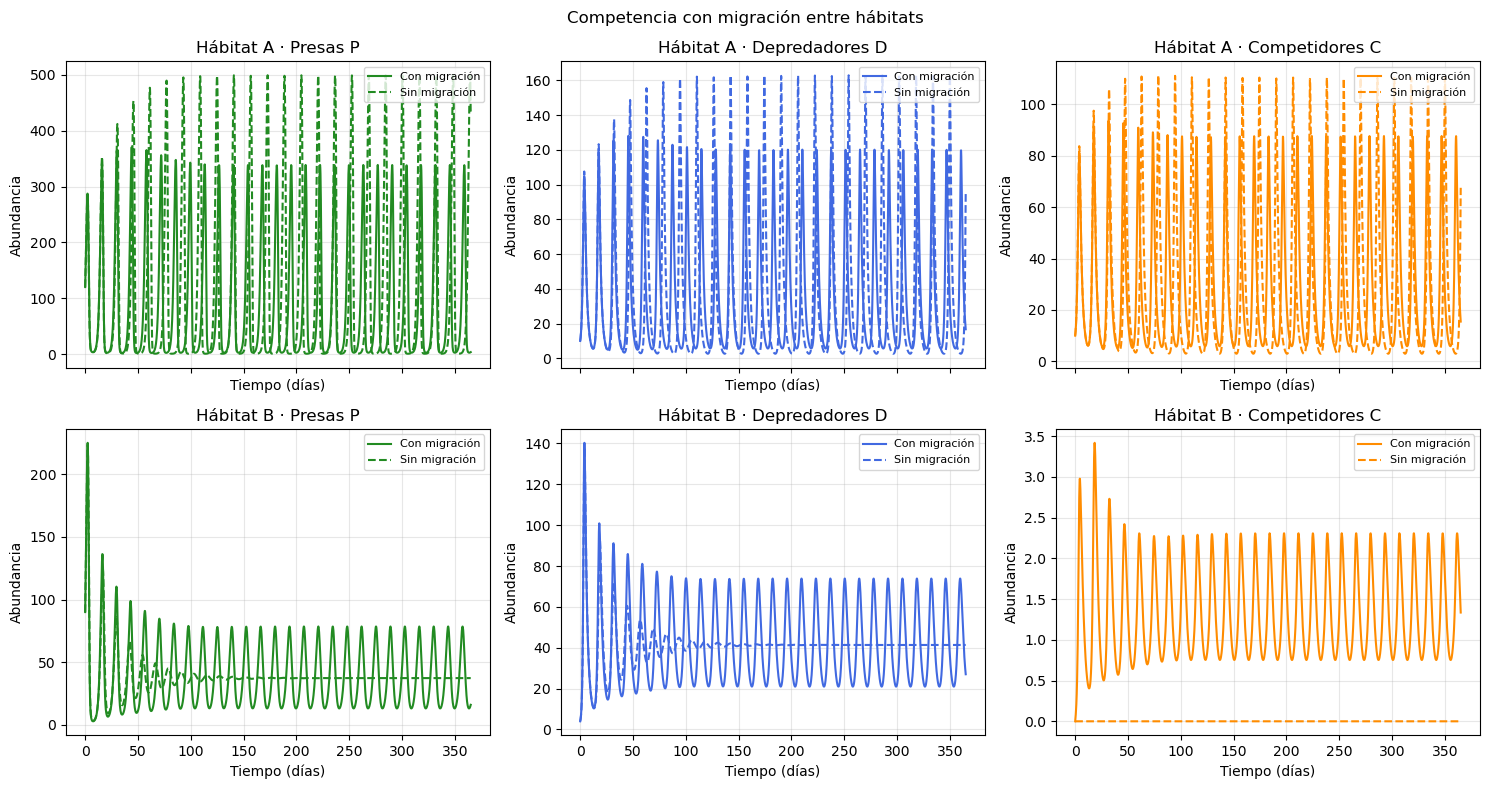 Competencia con migración entre hábitats
Hábitat A · Presas P
Abundancia
500
400
300
200
100
0
Con migración
Sin migración
Tiempo (días)
Hábitat A · Depredadores D
Abundancia
160
140
120
100
80
60
40
20
0
Con migración
Sin migración
Tiempo (días)
Hábitat A · Competidores C
Abundancia
100
80
60
40
20
0
Con migración
Sin migración
Tiempo (días)
Hábitat B · Presas P
Abundancia
200
150
100
50
0
Con migración
Sin migración
0 50 100 150 200 250 300 350
Tiempo (días)
Hábitat B · Depredadores D
Abundancia
140
120
100
80
60
40
20
0
Con migración
Sin migración
0 50 100 150 200 250 300 350
Tiempo (días)
Hábitat B · Competidores C
Abundancia
3.5
3.0
2.5
2.0
1.5
1.0
0.5
0.0
Con migración
Sin migración
0 50 100 150 200 250 300 350
Tiempo (días)